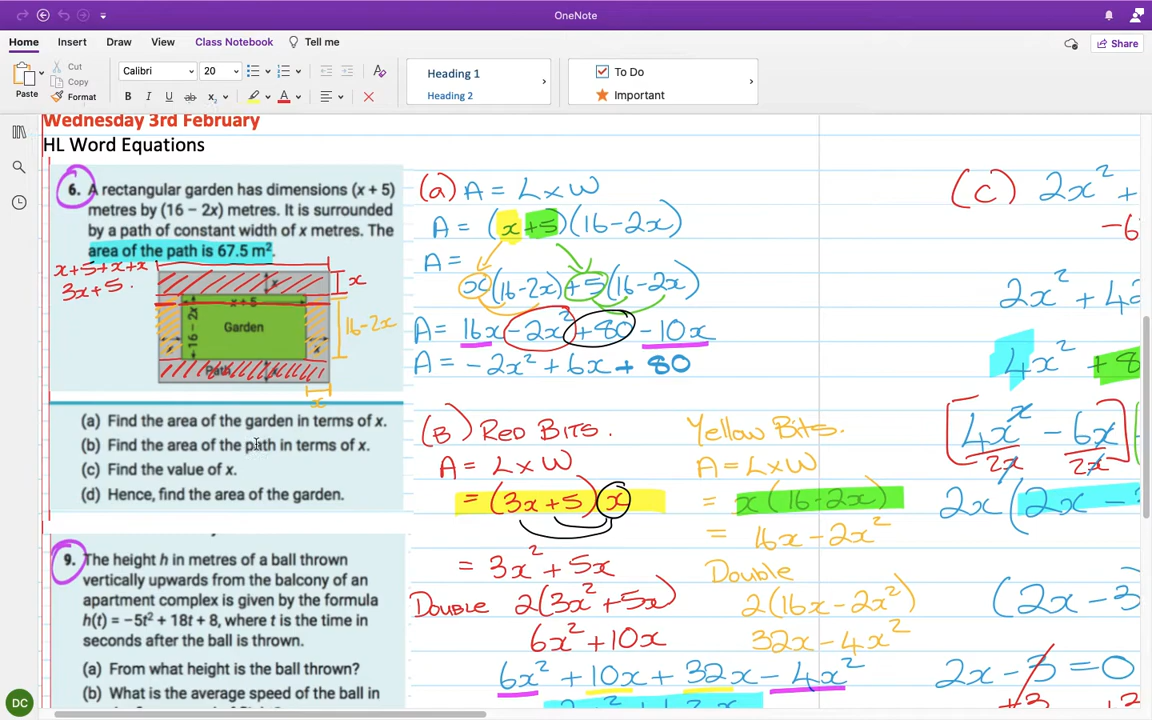 OneNote
Home Insert Draw View Class Notebook Tell me
Share
Paste
Cut
Copy
Format
Calibri 20
B I U ab x₂ A
Heading 1
Heading 2
To Do
Important
Wednesday 3rd February
HL Word Equations
6. A rectangular garden has dimensions (x + 5)
metres by (16 – 2x) metres. It is surrounded
by a path of constant width of x metres. The
area of the path is 67.5 m².
x+5+x+x
3x+5.
x
x
x + 5
16 – 2x
Garden
16-2x
x
x
Path
x
x
(a) Find the area of the garden in terms of x.
(b) Find the area of the path in terms of x.
(c) Find the value of x.
(d) Hence, find the area of the garden.
9. The height h in metres of a ball thrown
vertically upwards from the balcony of an
apartment complex is given by the formula
h(t) = –5t² + 18t + 8, where t is the time in
seconds after the ball is thrown.
(a) From what height is the ball thrown?
(b) What is the average speed of the ball in
(a) A = L x W
A = (x+5)(16-2x)
A =
x(16-2x)+5(16-2x)
A = 16x-2x²+80-10x
A = -2x²+6x+80
(B) RED BITS.
A = L x W
= (3x+5)(x)
= 3x²+5x
Double 2(3x²+5x)
6x²+10x
Yellow Bits.
A = L x W
= x(16-2x)
= 16x-2x²
Double
2(16x-2x²)
32x-4x²
6x²+10x+32x-4x²
(c) 2x²+
-6
2x²+4
4x² +8
[4x² x - 6x]
2x 2x
2x(2x-3
(2x-3
2x-3=0
+3
DC